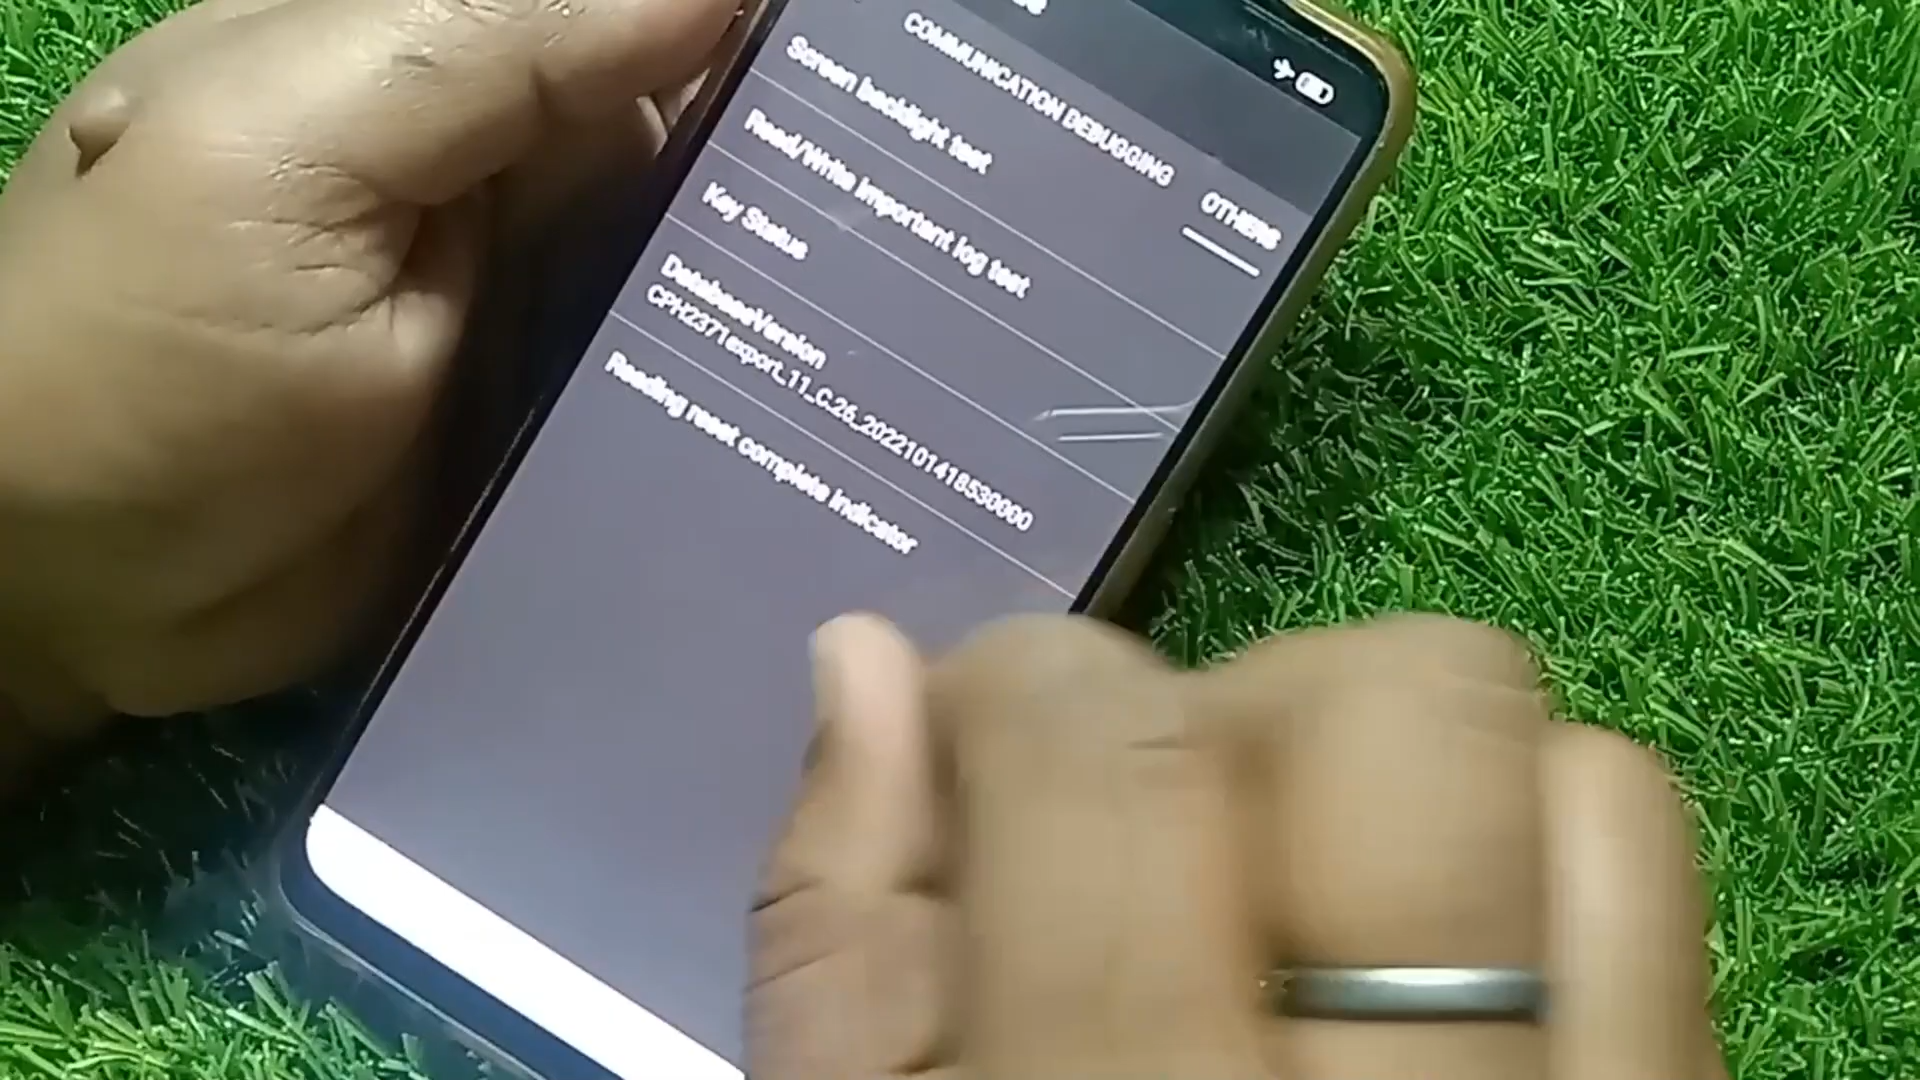 COMMUNICATION DEBUGGING
OTHERS
Screen backlight test
Read/Write important log test
Key Status
DatabaseVersion
CPH2371export_11_C.26_2022101418530000
Reading reset complete indicator